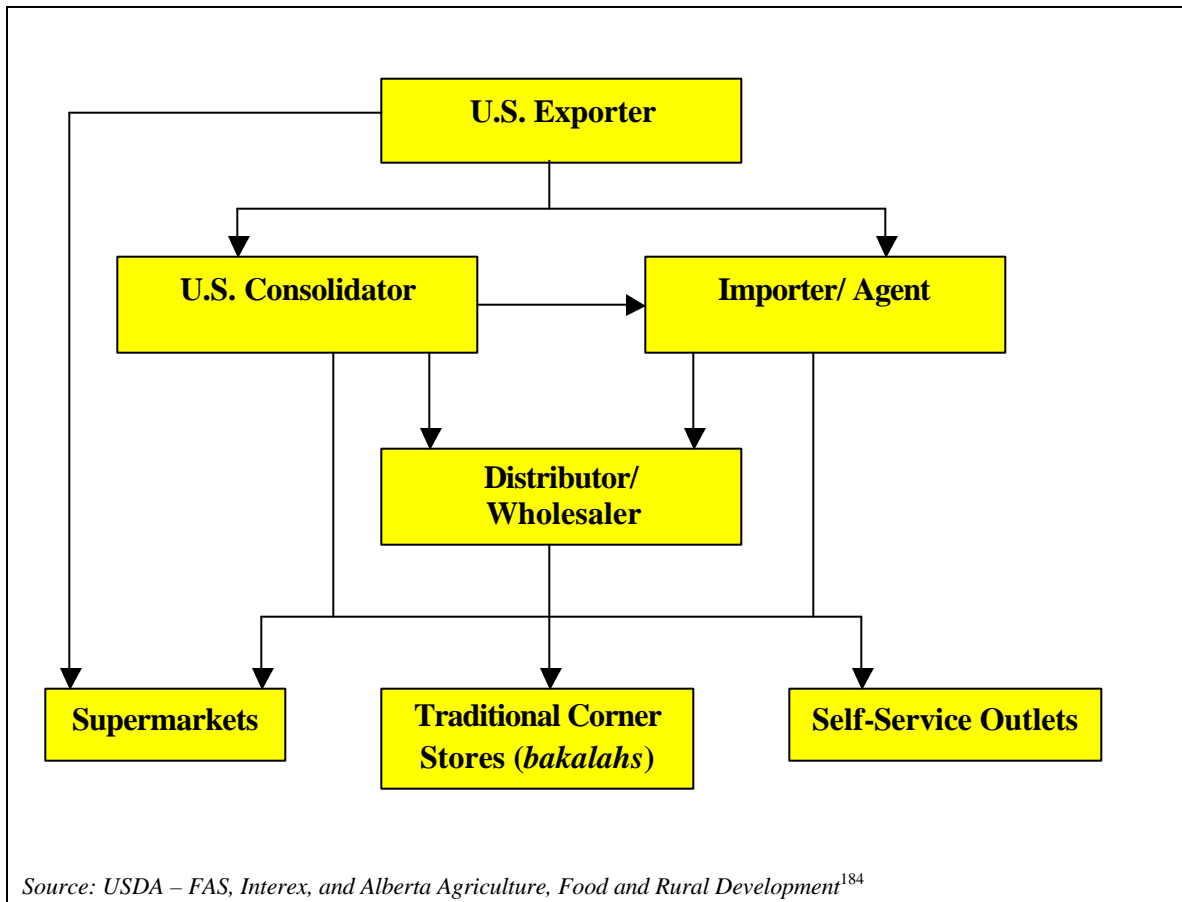 U.S. Exporter
U.S. Consolidator
Importer/ Agent
Distributor/
Wholesaler
Supermarkets
Traditional Corner
Stores (bakalahs)
Self-Service Outlets
Source: USDA – FAS, Interex, and Alberta Agriculture, Food and Rural Development184